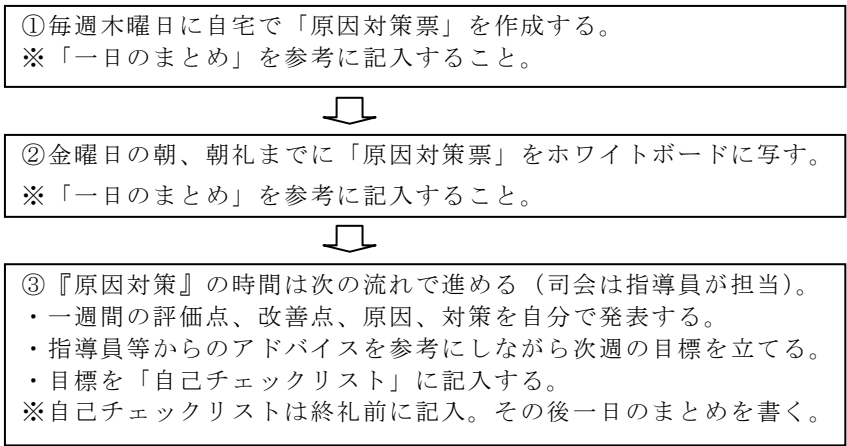 ①毎週木曜日に自宅で「原因対策票」を作成する。
※「一日のまとめ」を参考に記入すること。
②金曜日の朝、朝礼までに「原因対策票」をホワイトボードに写す。
※「一日のまとめ」を参考に記入すること。
③『原因対策』の時間は次の流れで進める（司会は指導員が担当）。
・一週間の評価点、改善点、原因、対策を自分で発表する。
・指導員等からのアドバイスを参考にしながら次週の目標を立てる。
・目標を「自己チェックリスト」に記入する。
※自己チェックリストは終礼前に記入。その後一日のまとめを書く。